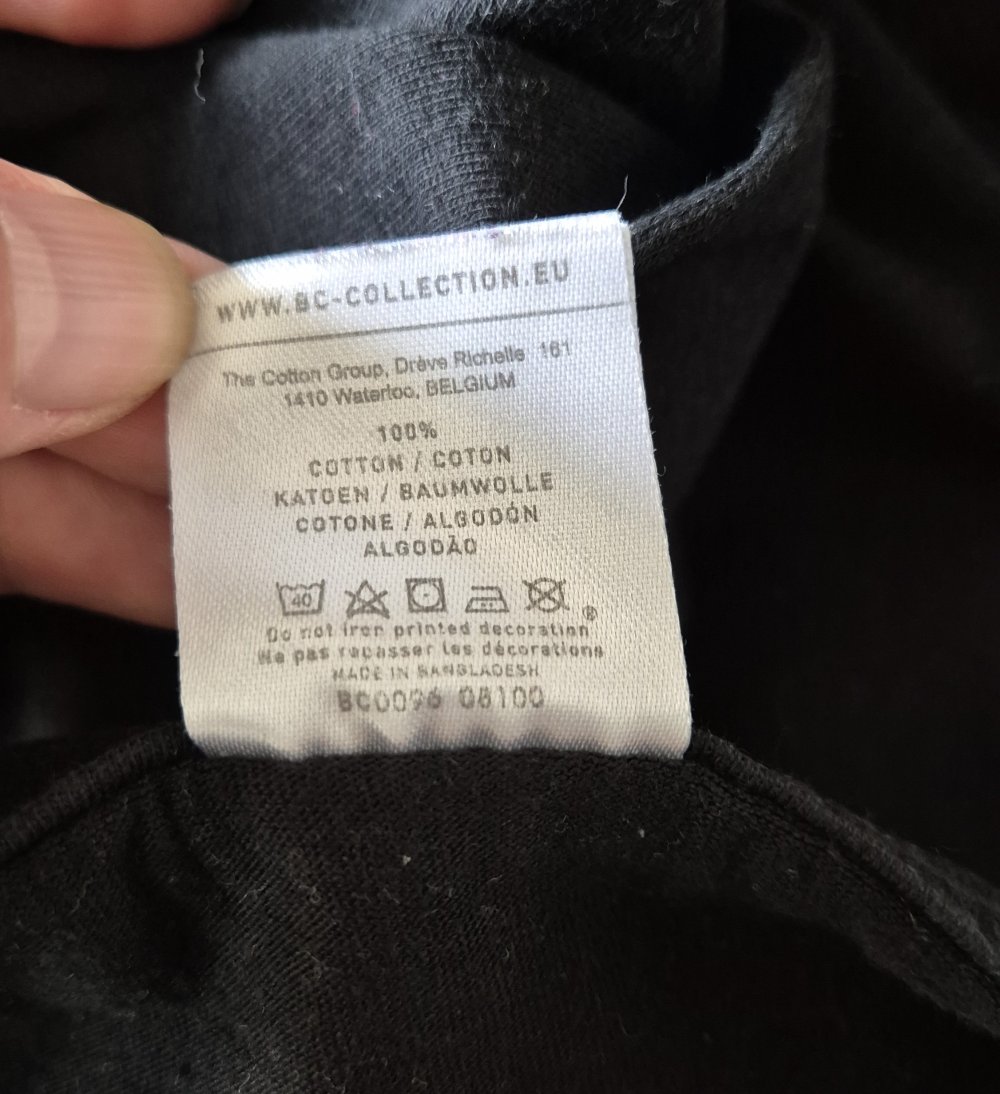 WWW.BC-COLLECTION.EU
The Cotton Group, Drève Richelle 161
1410 Waterloo, BELGIUM
100%
COTTON / COTON
KATOEN / BAUMWOLLE
COTONE / ALGODÓN
ALGODÃO
40
®
Do not iron printed decoration
Ne pas repasser les décorations
MADE IN BANGLADESH
BC0096 08100